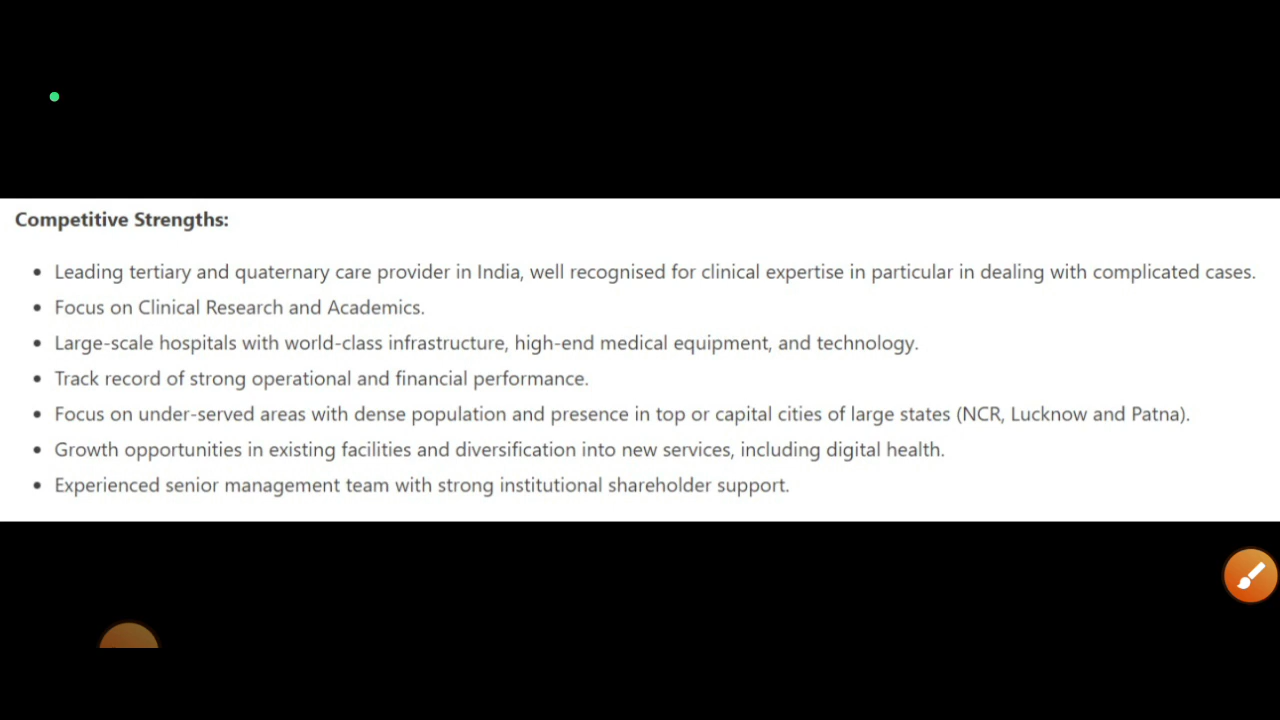 Competitive Strengths:
Leading tertiary and quaternary care provider in India, well recognised for clinical expertise in particular in dealing with complicated cases.
Focus on Clinical Research and Academics.
Large-scale hospitals with world-class infrastructure, high-end medical equipment, and technology.
Track record of strong operational and financial performance.
Focus on under-served areas with dense population and presence in top or capital cities of large states (NCR, Lucknow and Patna).
Growth opportunities in existing facilities and diversification into new services, including digital health.
Experienced senior management team with strong institutional shareholder support.